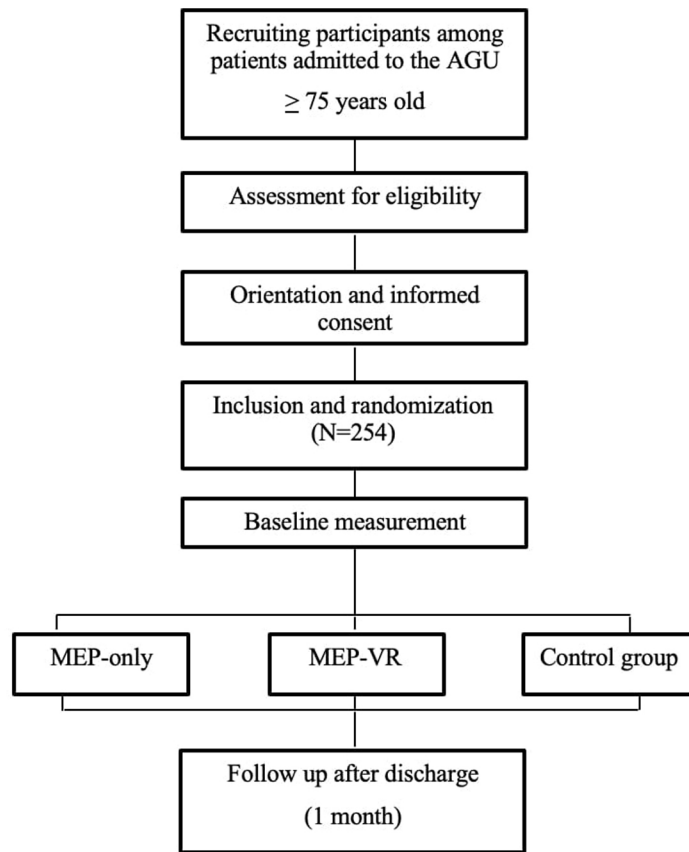 Recruiting participants among
patients admitted to the AGU
≥ 75 years old
Assessment for eligibility
Orientation and informed
consent
Inclusion and randomization
(N=254)
Baseline measurement
MEP-only
MEP-VR
Control group
Follow up after discharge
(1 month)